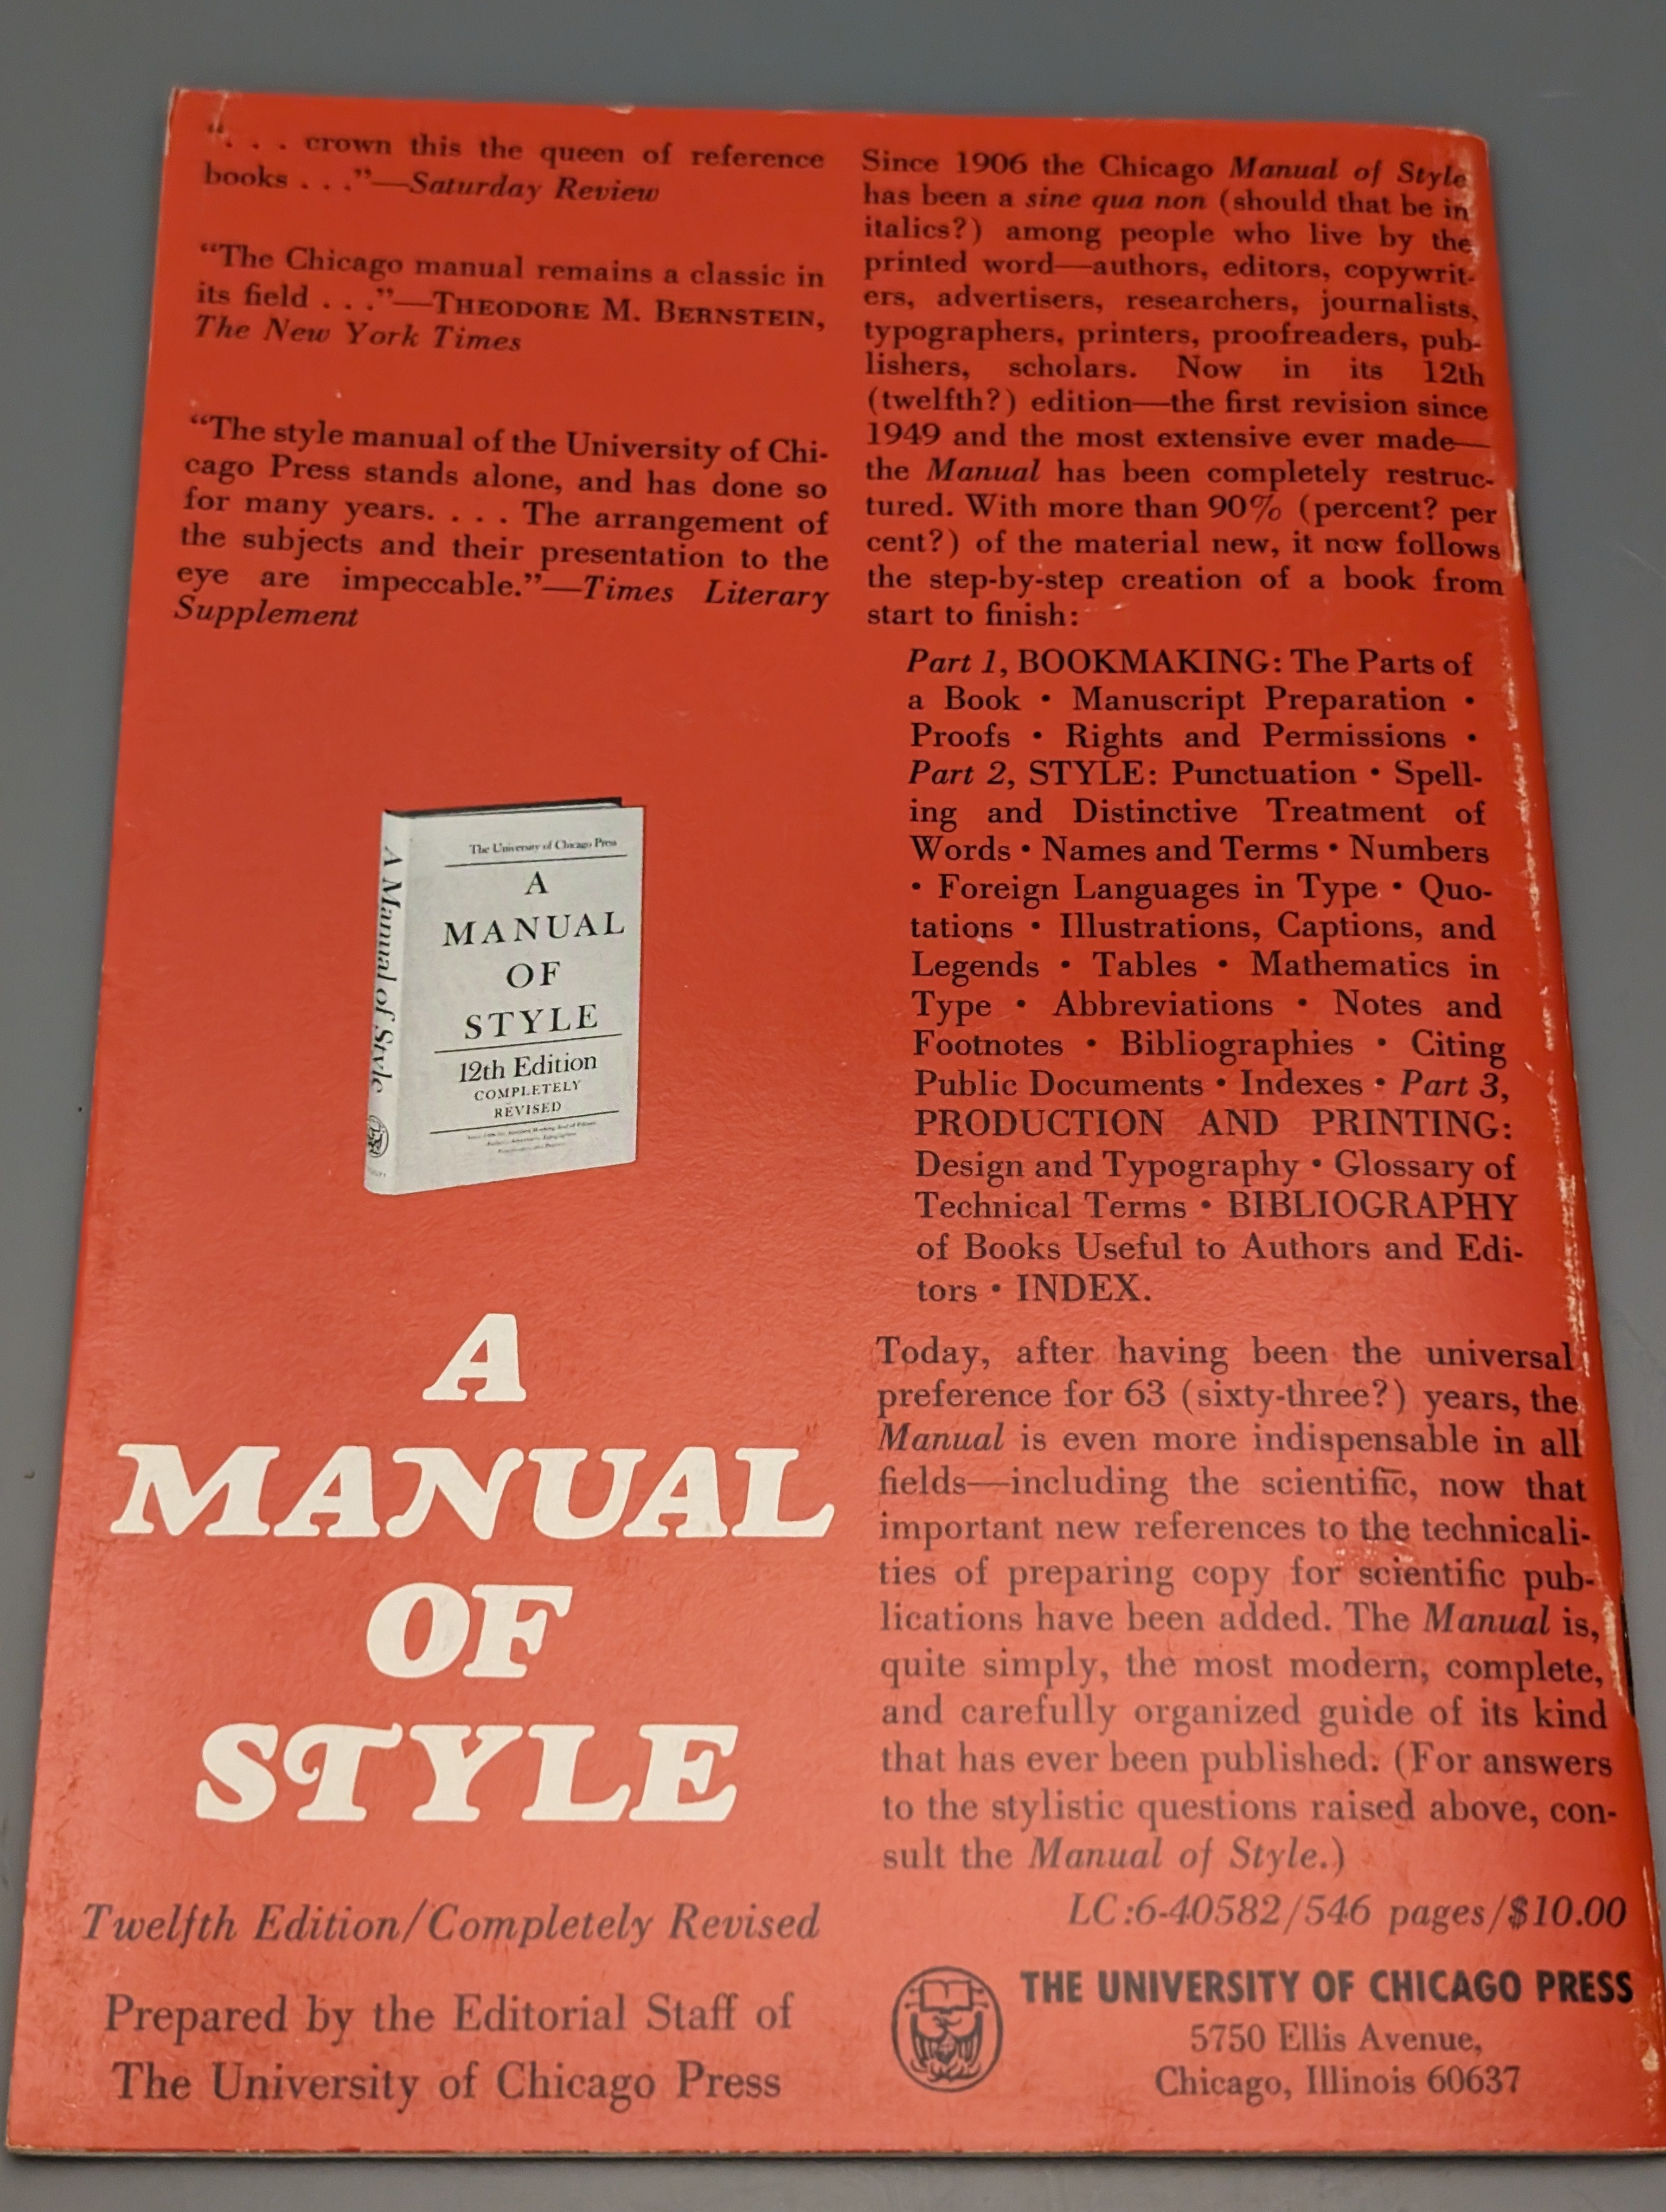 “. . . crown this the queen of reference
books . . .”—Saturday Review
“The Chicago manual remains a classic in
its field . . .”—THEODORE M. BERNSTEIN,
The New York Times
“The style manual of the University of Chi-
cago Press stands alone, and has done so
for many years. . . . The arrangement of
the subjects and their presentation to the
eye are impeccable.”—Times Literary
Supplement
A Manual of Style
The University of Chicago Press
A
MANUAL
OF
STYLE
12th Edition
COMPLETELY
REVISED
A
MANUAL
OF
STYLE
Twelfth Edition/Completely Revised
Prepared by the Editorial Staff of
The University of Chicago Press
Since 1906 the Chicago Manual of Style
has been a sine qua non (should that be in
italics?) among people who live by the
printed word—authors, editors, copywrit-
ers, advertisers, researchers, journalists,
typographers, printers, proofreaders, pub-
lishers, scholars. Now in its 12th
(twelfth?) edition—the first revision since
1949 and the most extensive ever made—
the Manual has been completely restruc-
tured. With more than 90% (percent? per
cent?) of the material new, it now follows
the step-by-step creation of a book from
start to finish:
Part 1, BOOKMAKING: The Parts of
a Book • Manuscript Preparation •
Proofs • Rights and Permissions •
Part 2, STYLE: Punctuation • Spell-
ing and Distinctive Treatment of
Words • Names and Terms • Numbers
• Foreign Languages in Type • Quo-
tations • Illustrations, Captions, and
Legends • Tables • Mathematics in
Type • Abbreviations • Notes and
Footnotes • Bibliographies • Citing
Public Documents • Indexes • Part 3,
PRODUCTION AND PRINTING:
Design and Typography • Glossary of
Technical Terms • BIBLIOGRAPHY
of Books Useful to Authors and Edi-
tors • INDEX.
Today, after having been the universal
preference for 63 (sixty-three?) years, the
Manual is even more indispensable in all
fields—including the scientific, now that
important new references to the technicali-
ties of preparing copy for scientific pub-
lications have been added. The Manual is,
quite simply, the most modern, complete,
and carefully organized guide of its kind
that has ever been published. (For answers
to the stylistic questions raised above, con-
sult the Manual of Style.)
LC:6-40582/546 pages/$10.00
THE UNIVERSITY OF CHICAGO PRESS
5750 Ellis Avenue,
Chicago, Illinois 60637